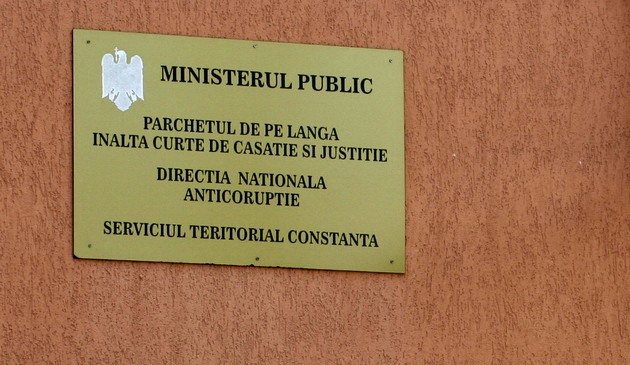 MINISTERUL PUBLIC
PARCHETUL DE PE LANGA
INALTA CURTE DE CASATIE SI JUSTITIE
DIRECTIA NATIONALA
ANTICORUPTIE
SERVICIUL TERITORIAL CONSTANTA